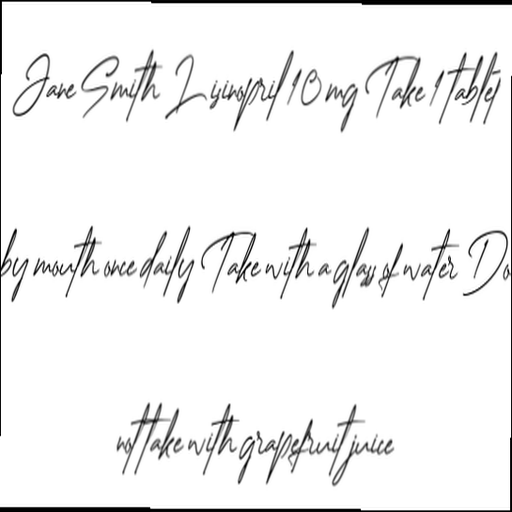 Jane Smith Lisinopril 10 mg Take 1 tablet
by mouth once daily Take with a glass of water Do
not take with grapefruit juice